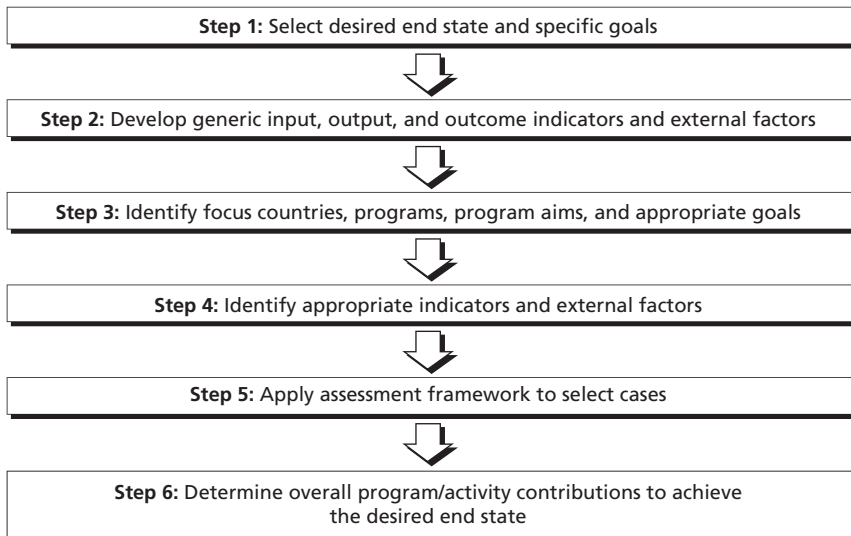 Step 1: Select desired end state and specific goals
Step 2: Develop generic input, output, and outcome indicators and external factors
Step 3: Identify focus countries, programs, program aims, and appropriate goals
Step 4: Identify appropriate indicators and external factors
Step 5: Apply assessment framework to select cases
Step 6: Determine overall program/activity contributions to achieve
the desired end state